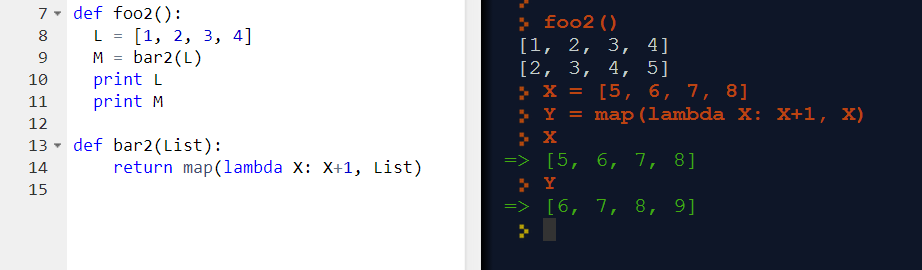 7 def foo2():
8   L = [1, 2, 3, 4]
9   M = bar2(L)
10   print L
11   print M
12
13 def bar2(List):
14     return map(lambda X: X+1, List)
15
foo2()
[1, 2, 3, 4]
[2, 3, 4, 5]
X = [5, 6, 7, 8]
Y = map(lambda X: X+1, X)
X
=> [5, 6, 7, 8]
Y
=> [6, 7, 8, 9]